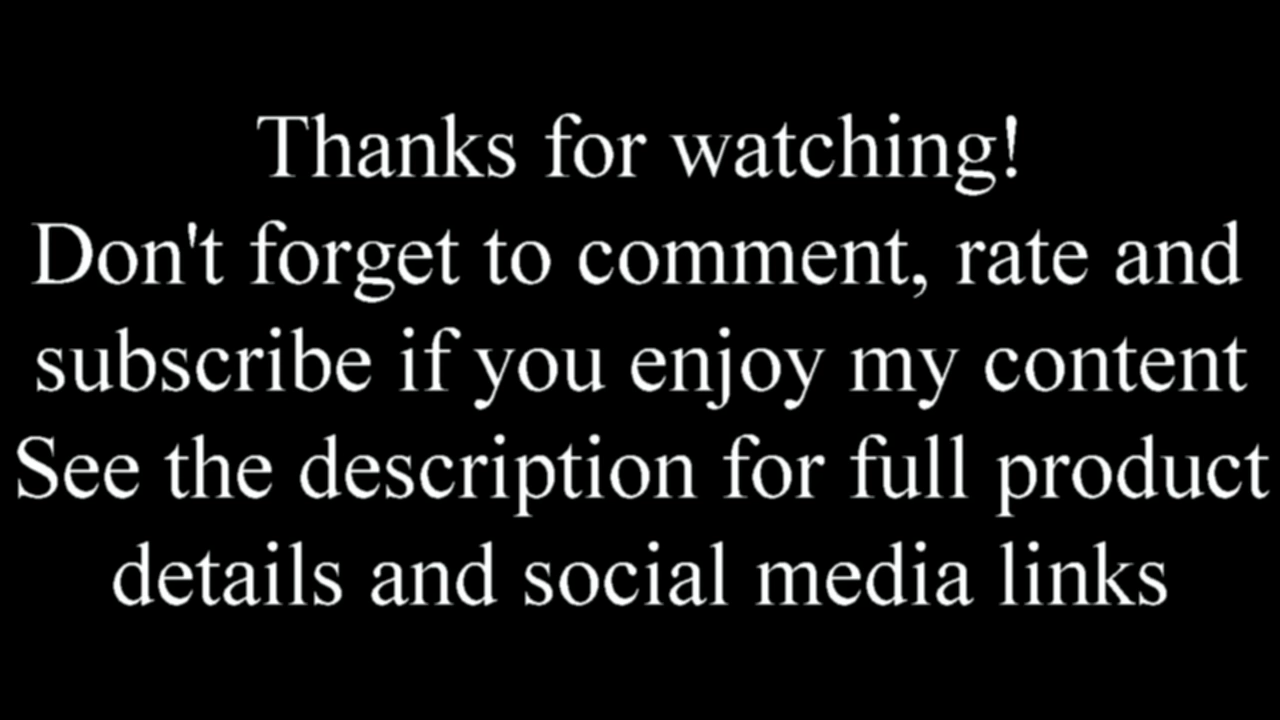 Thanks for watching!
Don't forget to comment, rate and
subscribe if you enjoy my content
See the description for full product
details and social media links